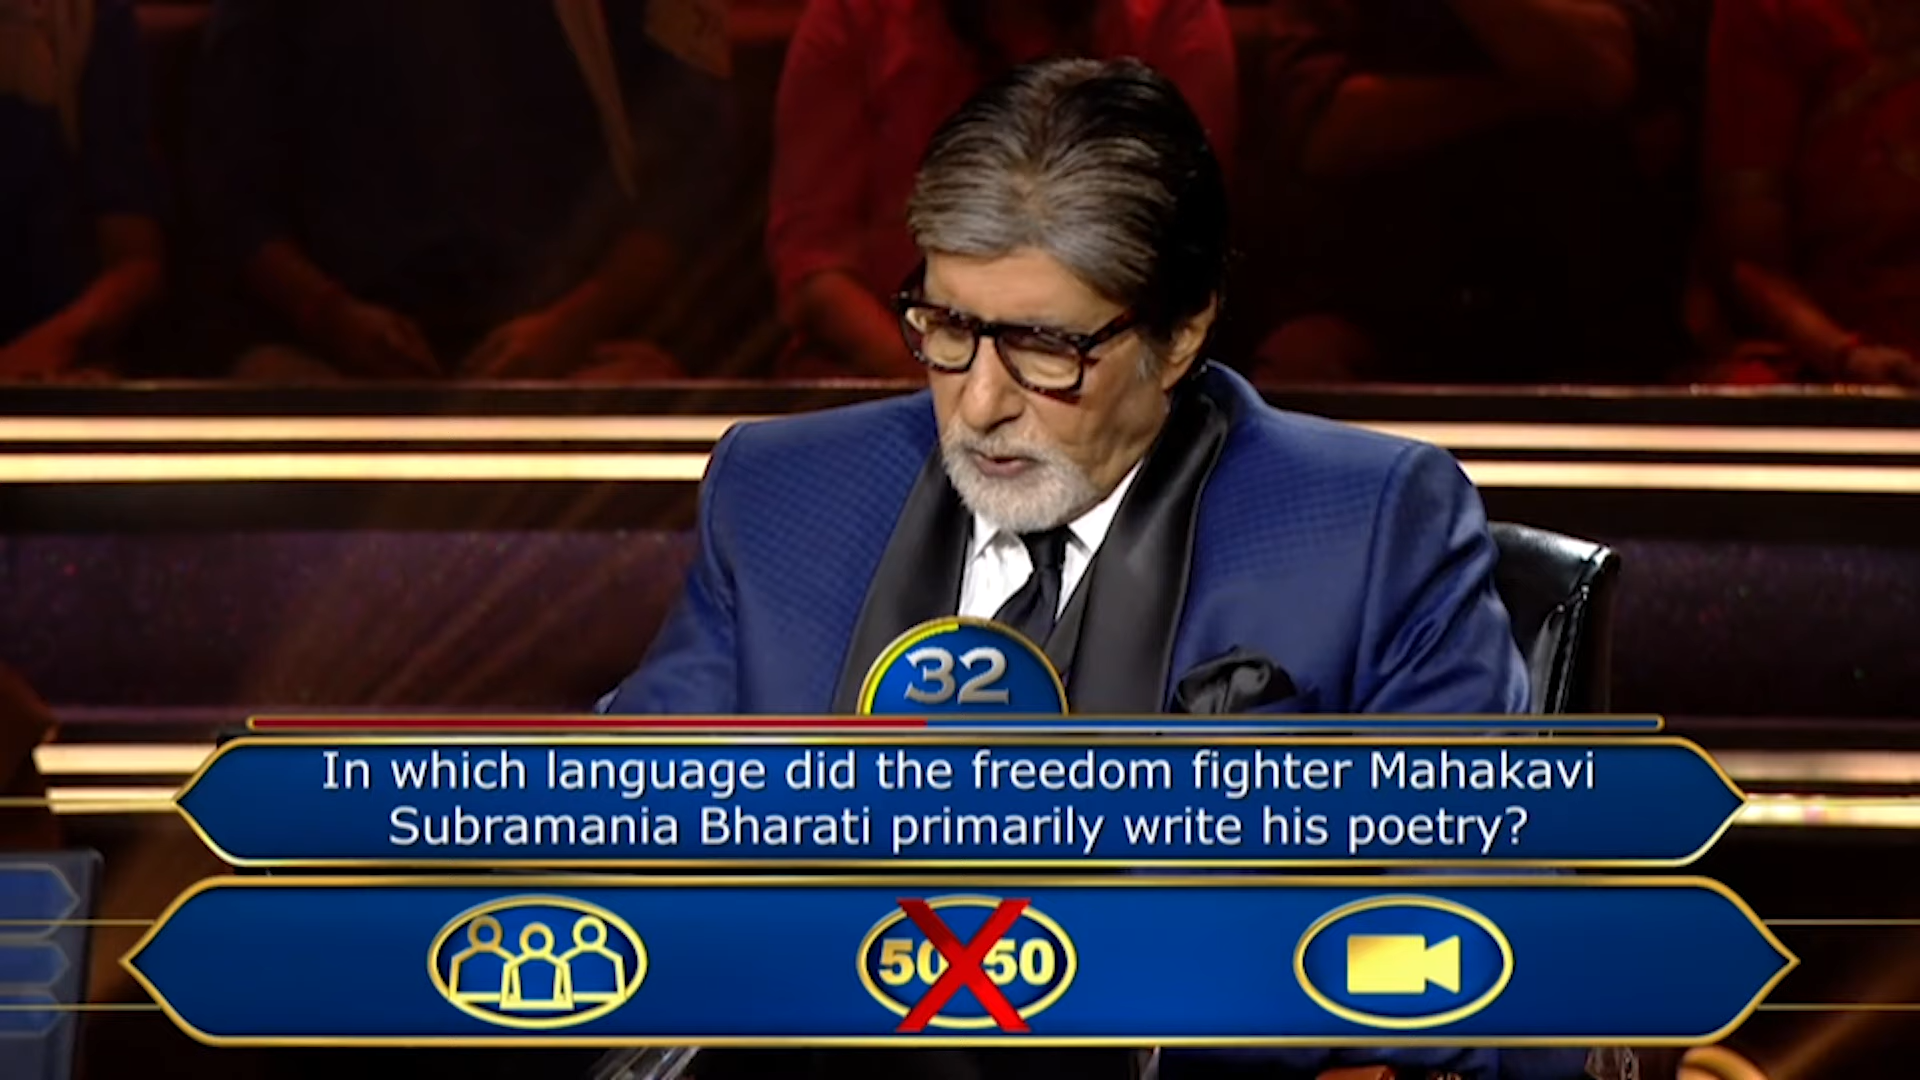 32
In which language did the freedom fighter Mahakavi
Subramania Bharati primarily write his poetry?
50 50